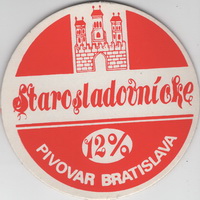 Starosladovnícke
12%
PIVOVAR BRATISLAVA